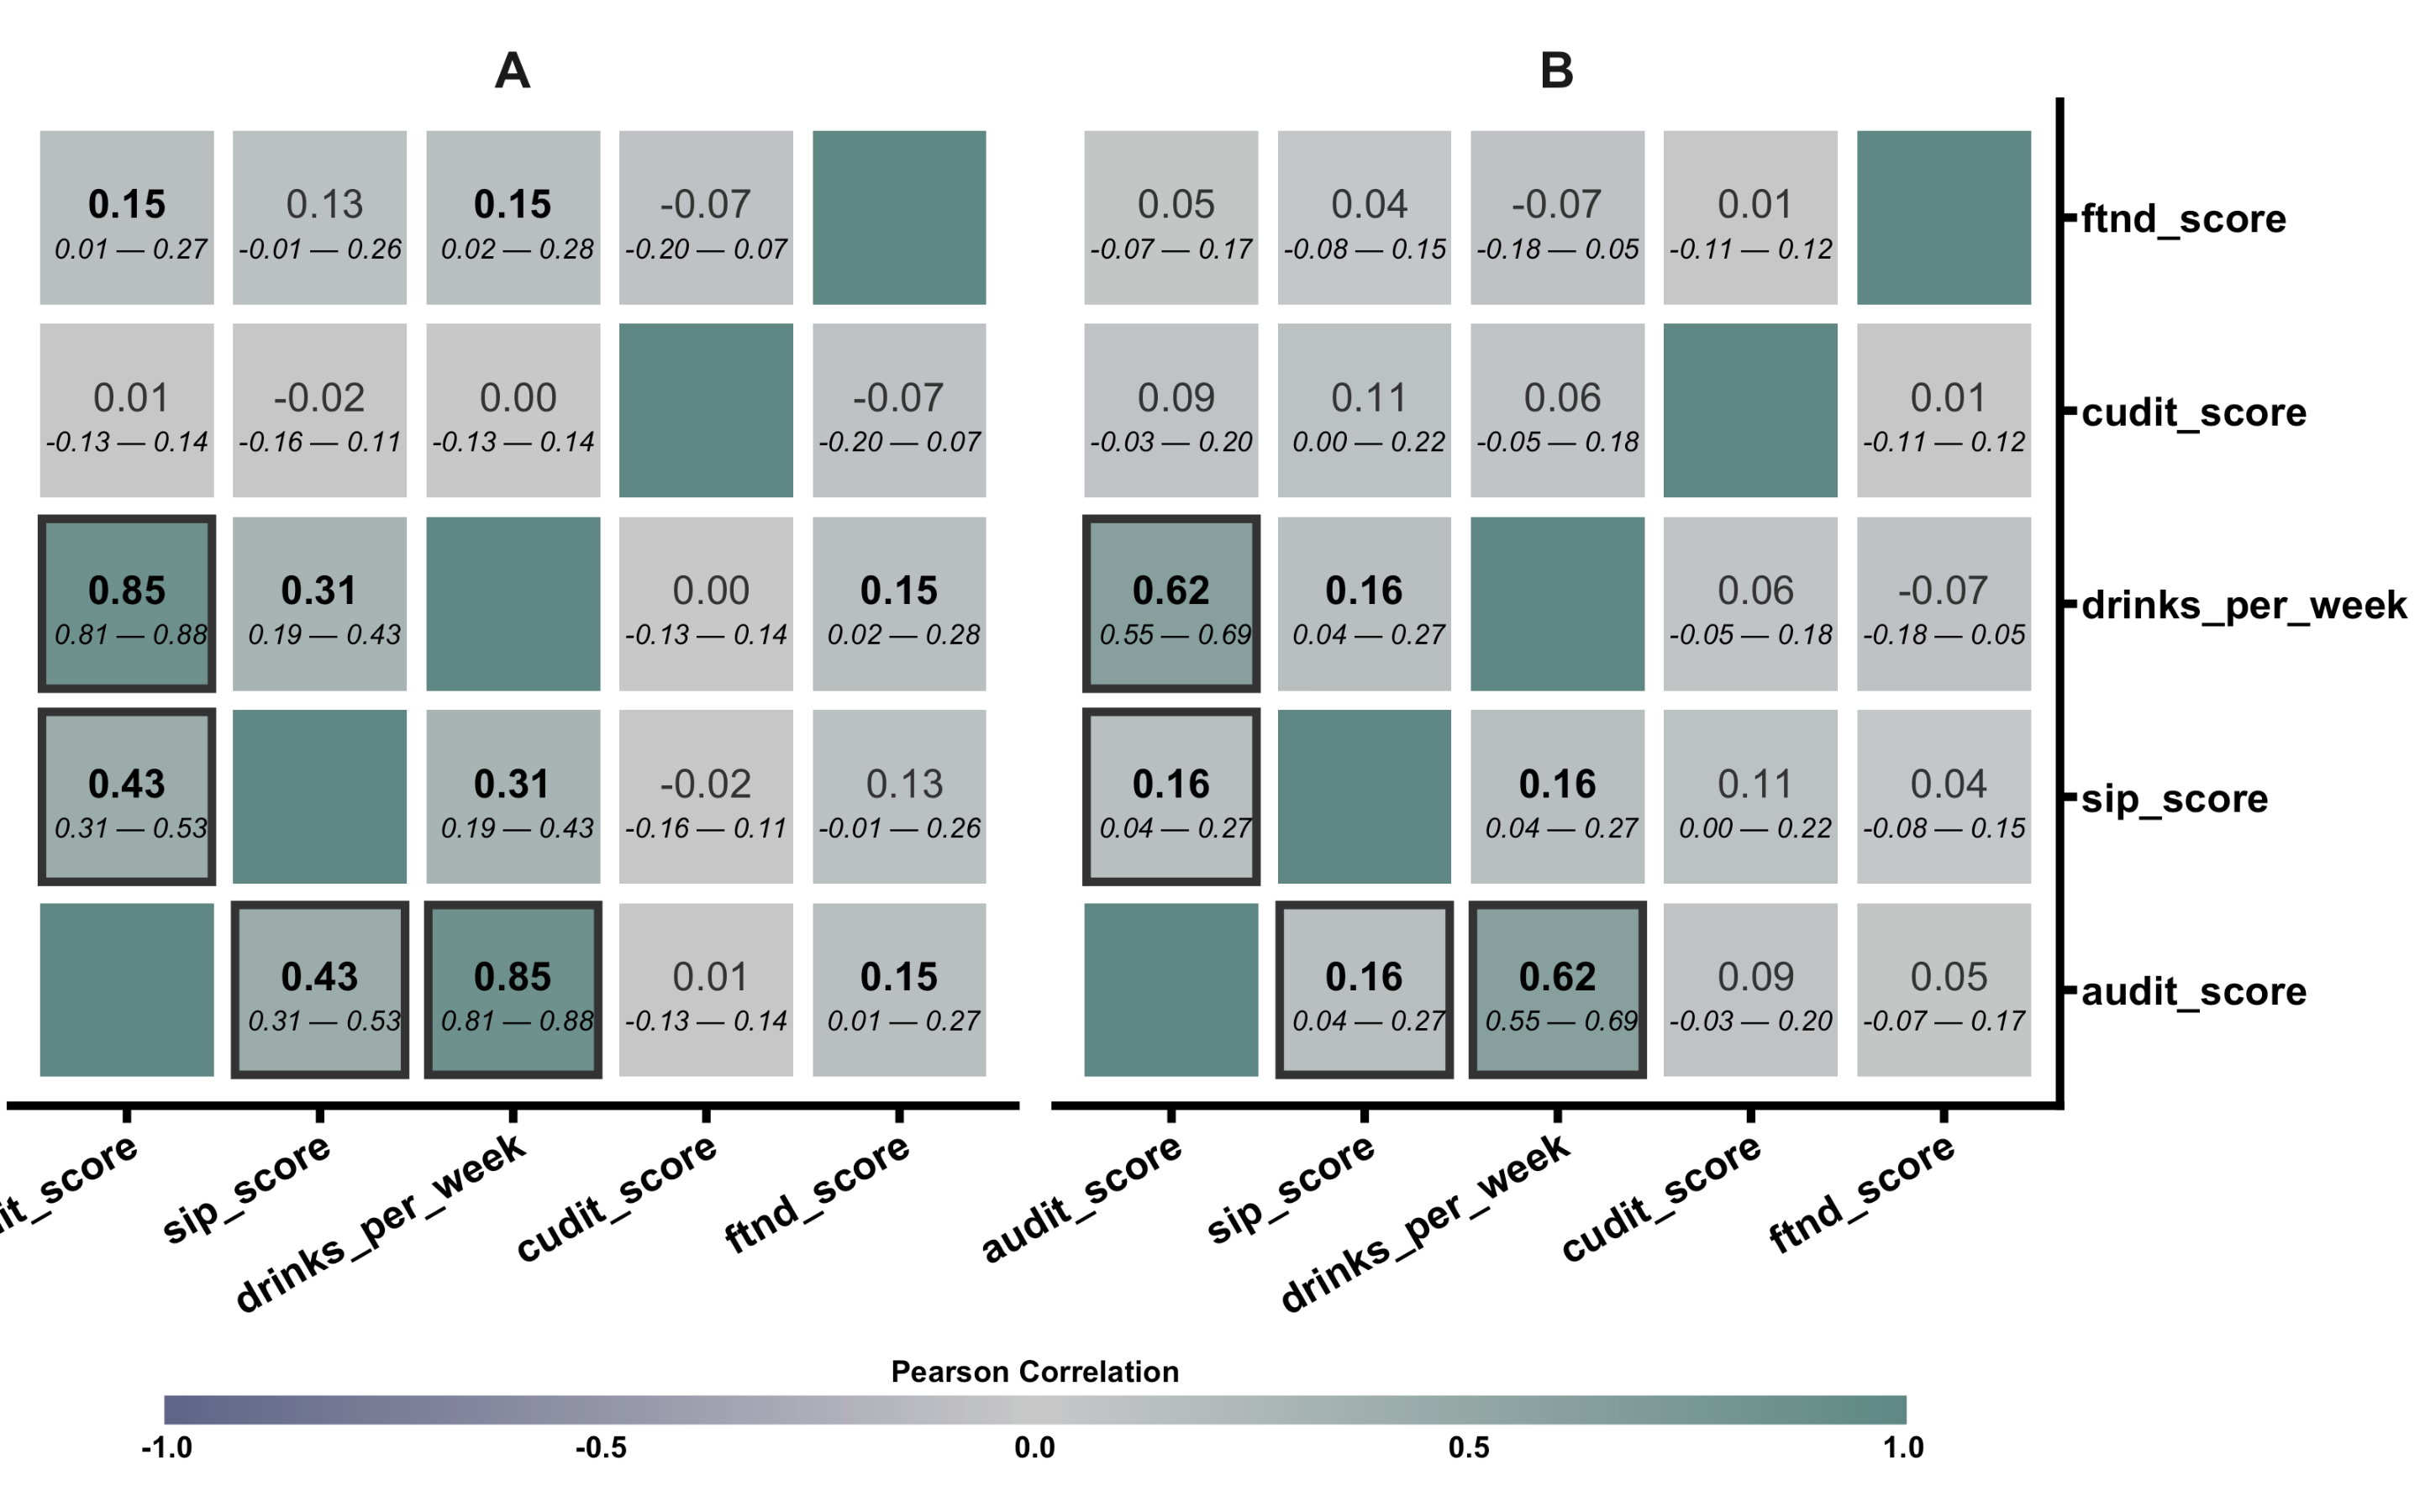 A
B
0.15 0.13 0.15 -0.07
0.01 — 0.27 -0.01 — 0.26 0.02 — 0.28 -0.20 — 0.07
0.05 0.04 -0.07 0.01
-0.07 — 0.17 -0.08 — 0.15 -0.18 — 0.05 -0.11 — 0.12
ftnd_score
0.01 -0.02 0.00 -0.07
-0.13 — 0.14 -0.16 — 0.11 -0.13 — 0.14 -0.20 — 0.07
0.09 0.11 0.06 0.01
-0.03 — 0.20 0.00 — 0.22 -0.05 — 0.18 -0.11 — 0.12
cudit_score
0.85 0.31 0.00 0.15
0.81 — 0.88 0.19 — 0.43 -0.13 — 0.14 0.02 — 0.28
0.62 0.16 0.06 -0.07
0.55 — 0.69 0.04 — 0.27 -0.05 — 0.18 -0.18 — 0.05
drinks_per_week
0.43 0.31 -0.02 0.13
0.31 — 0.53 0.19 — 0.43 -0.16 — 0.11 -0.01 — 0.26
0.16 0.16 0.11 0.04
0.04 — 0.27 0.04 — 0.27 0.00 — 0.22 -0.08 — 0.15
sip_score
0.43 0.85 0.01 0.15
0.31 — 0.53 0.81 — 0.88 -0.13 — 0.14 0.01 — 0.27
0.16 0.62 0.09 0.05
0.04 — 0.27 0.55 — 0.69 -0.03 — 0.20 -0.07 — 0.17
audit_score
it_score
sip_score
drinks_per_week
cudit_score
ftnd_score
audit_score
sip_score
drinks_per_week
cudit_score
ftnd_score
Pearson Correlation
-1.0 -0.5 0.0 0.5 1.0